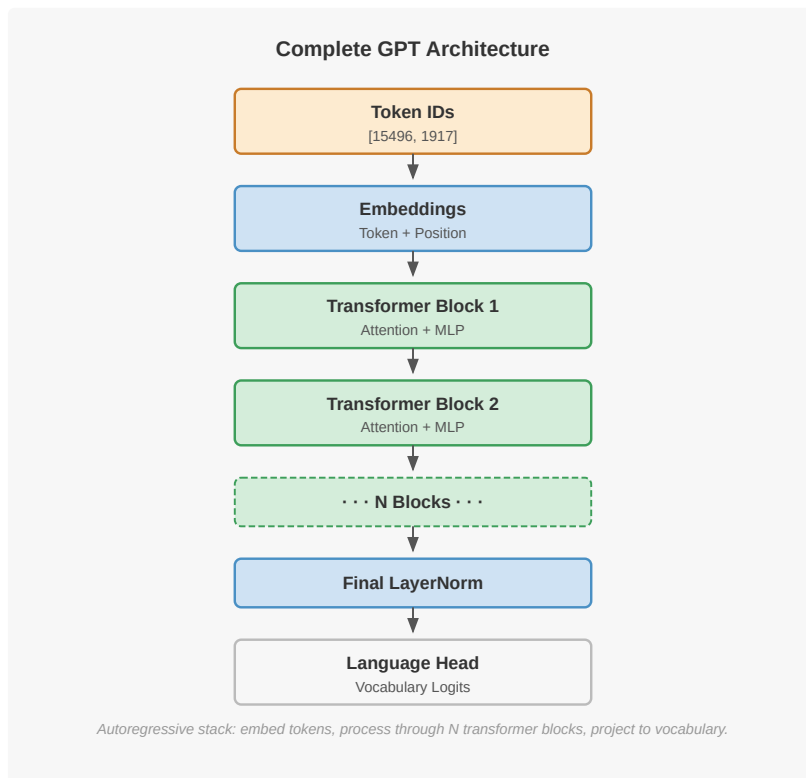 Complete GPT Architecture
Token IDs
[15496, 1917]
Embeddings
Token + Position
Transformer Block 1
Attention + MLP
Transformer Block 2
Attention + MLP
· · · N Blocks · · ·
Final LayerNorm
Language Head
Vocabulary Logits
Autoregressive stack: embed tokens, process through N transformer blocks, project to vocabulary.